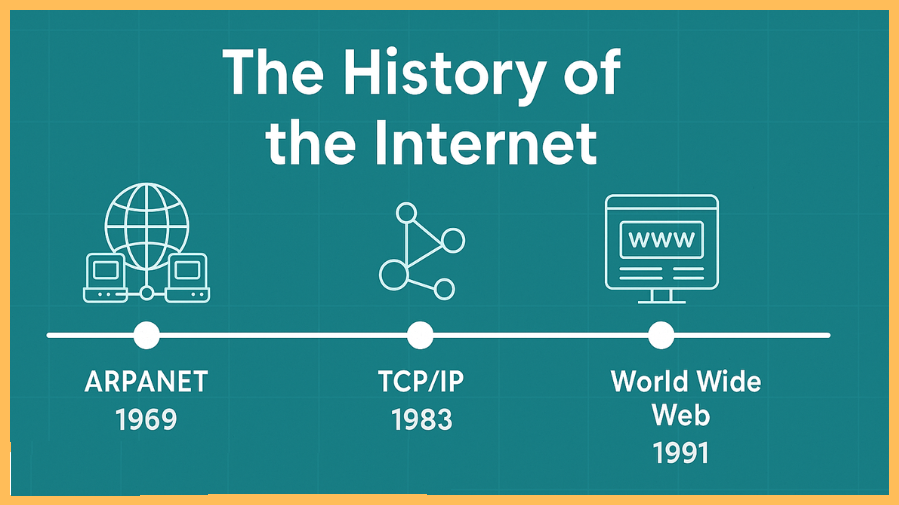 The History of
the Internet
WWW
ARPANET
1969
TCP/IP
1983
World Wide
Web
1991